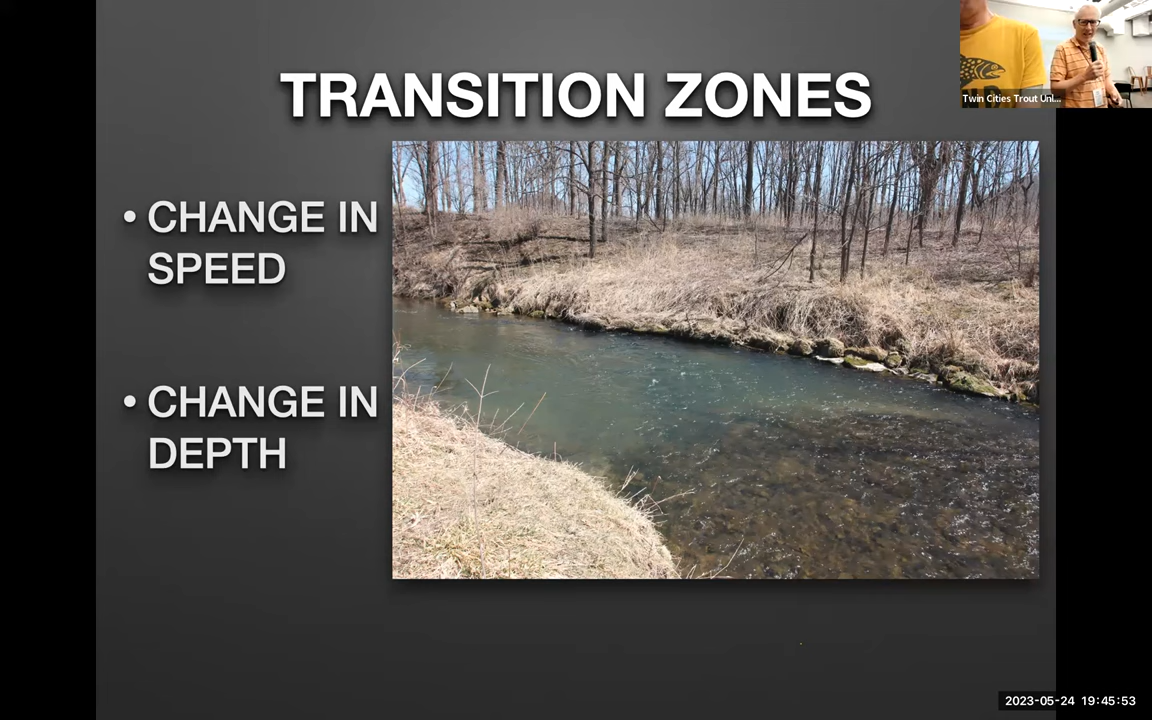 TRANSITION ZONES
• CHANGE IN
SPEED
• CHANGE IN
DEPTH
Twin Cities Trout Unl...
2023-05-24 19:45:53